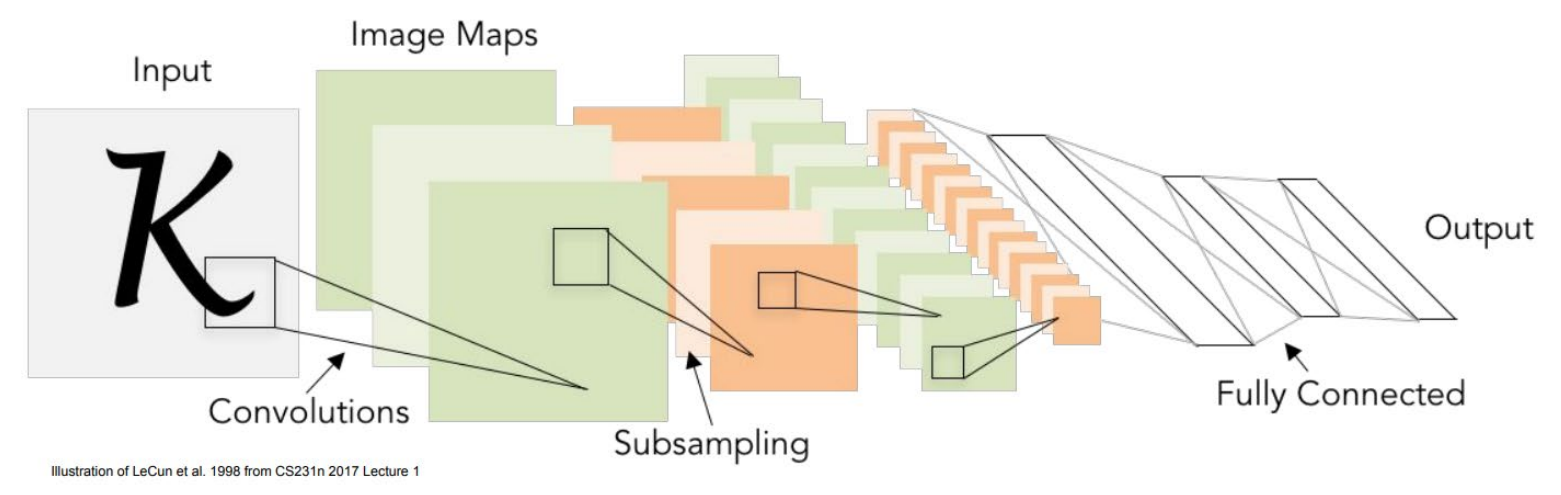 Image Maps
Input
K
Output
Fully Connected
Convolutions
Subsampling
Illustration of LeCun et al. 1998 from CS231n 2017 Lecture 1